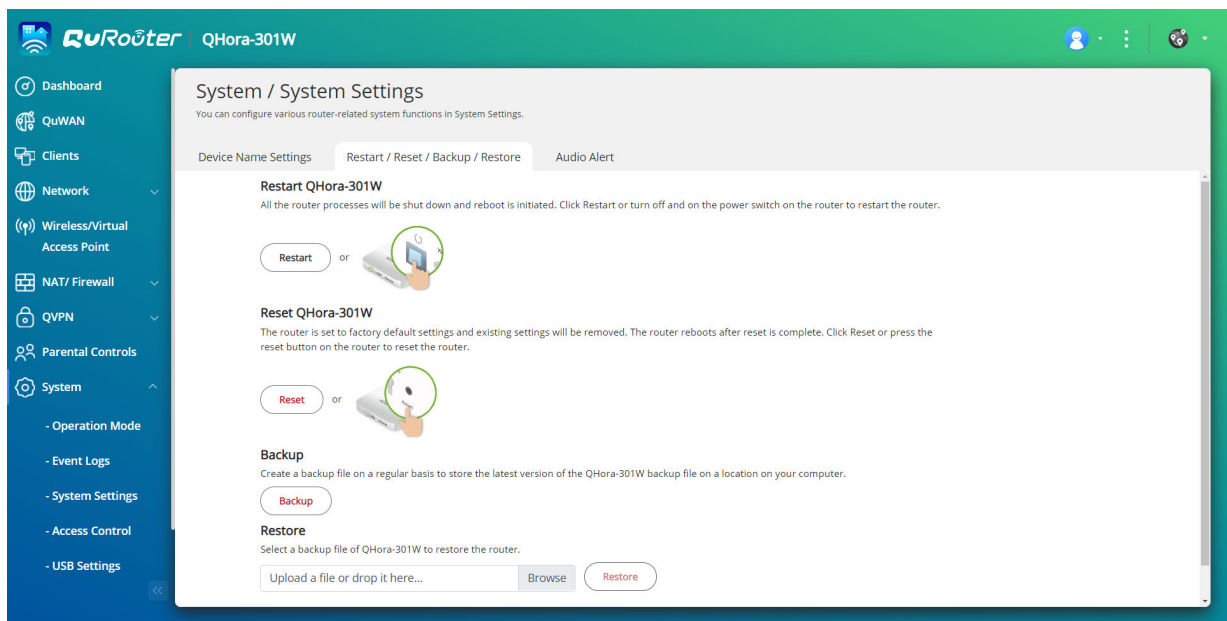 QuRoûter QHora-301W
Dashboard
QuWAN
Clients
Network
Wireless/Virtual
Access Point
NAT/ Firewall
QVPN
Parental Controls
System
- Operation Mode
- Event Logs
- System Settings
- Access Control
- USB Settings
System / System Settings
You can configure various router-related system functions in System Settings.
Device Name Settings Restart / Reset / Backup / Restore Audio Alert
Restart QHora-301W
All the router processes will be shut down and reboot is initiated. Click Restart or turn off and on the power switch on the router to restart the router.
Restart or
Reset QHora-301W
The router is set to factory default settings and existing settings will be removed. The router reboots after reset is complete. Click Reset or press the
reset button on the router to reset the router.
Reset or
Backup
Create a backup file on a regular basis to store the latest version of the QHora-301W backup file on a location on your computer.
Backup
Restore
Select a backup file of QHora-301W to restore the router.
Upload a file or drop it here... Browse Restore